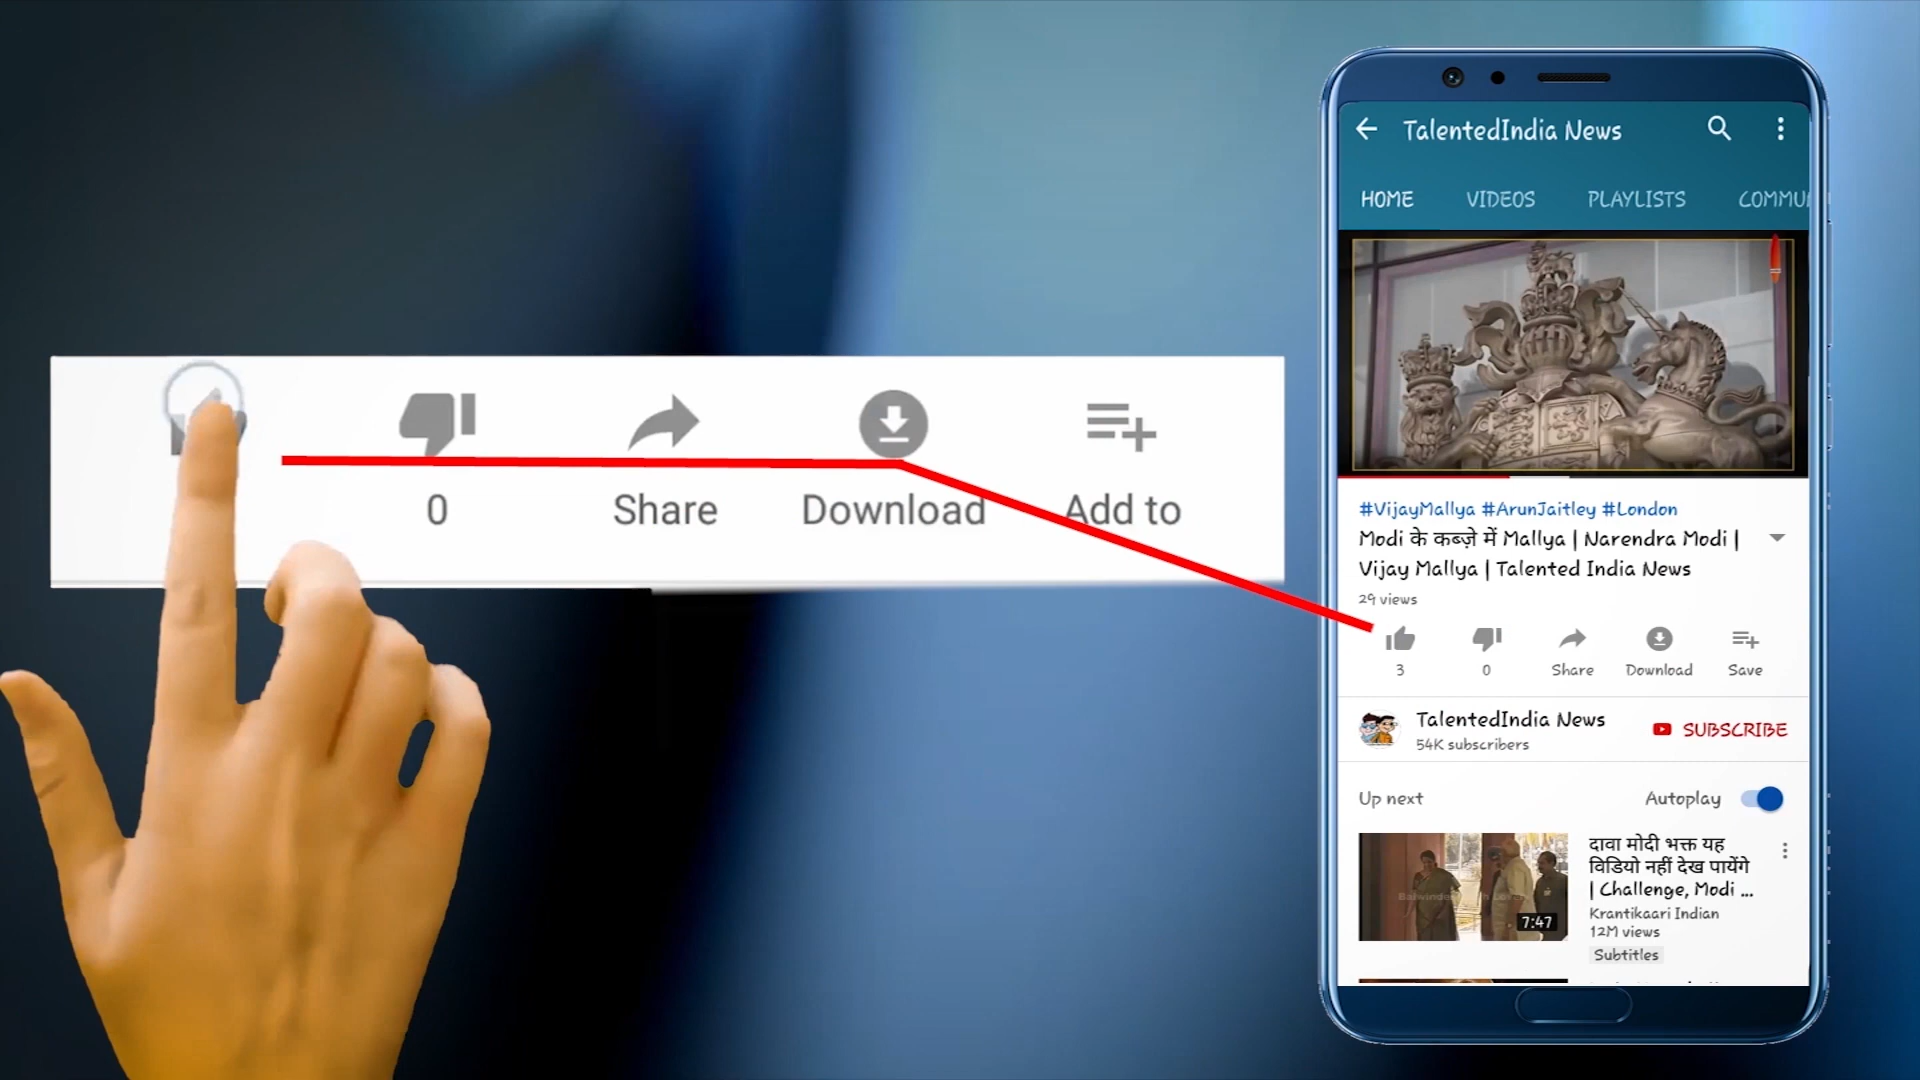 0
Share
Download
Add to
TalentedIndia News
HOME
VIDEOS
PLAYLISTS
COMMU
#VijayMallya #ArunJaitley #London
Modi के कब्ज़े में Mallya | Narendra Modi |
Vijay Mallya | Talented India News
29 views
3
0
Share
Download
Save
TalentedIndia News
54K subscribers
SUBSCRIBE
Up next
Autoplay
7:47
दावा मोदी भक्त यह
विडियो नहीं देख पायेंगे
| Challenge, Modi ...
Krantikaari Indian
12M views
Subtitles